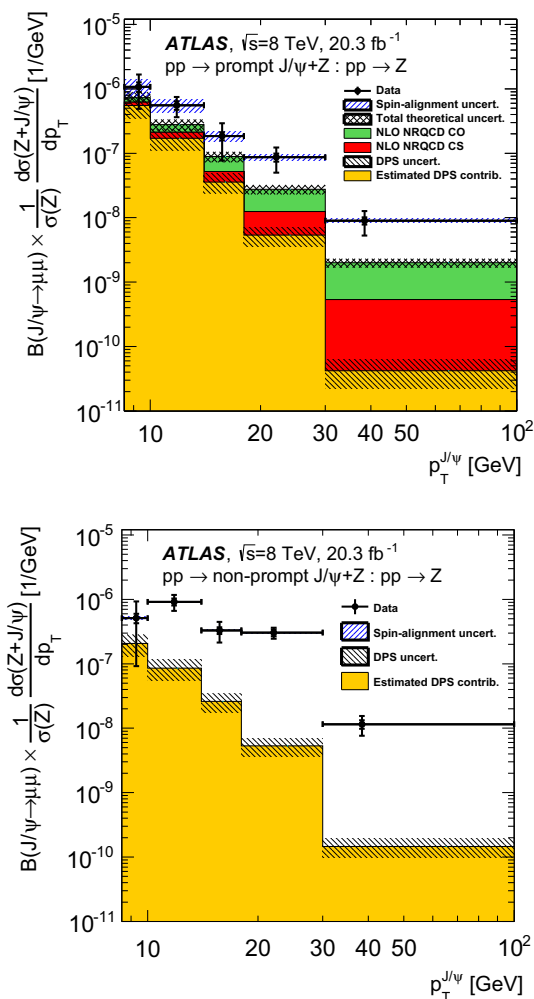 ATLAS, √s=8 TeV, 20.3 fb⁻¹
pp → prompt J/ψ+Z : pp → Z
Data
Spin-alignment uncert.
Total theoretical uncert.
NLO NRQCD CO
NLO NRQCD CS
DPS uncert.
Estimated DPS contrib.
B(J/ψ→μμ) × 1/σ(Z) dσ(Z+J/ψ)/dp_T [1/GeV]
10⁻⁵
10⁻⁶
10⁻⁷
10⁻⁸
10⁻⁹
10⁻¹⁰
10⁻¹¹
10 20 30 40 50 10²
p_T^J/ψ [GeV]
ATLAS, √s=8 TeV, 20.3 fb⁻¹
pp → non-prompt J/ψ+Z : pp → Z
Data
Spin-alignment uncert.
DPS uncert.
Estimated DPS contrib.
B(J/ψ→μμ) × 1/σ(Z) dσ(Z+J/ψ)/dp_T [1/GeV]
10⁻⁵
10⁻⁶
10⁻⁷
10⁻⁸
10⁻⁹
10⁻¹⁰
10⁻¹¹
10 20 30 40 50 10²
p_T^J/ψ [GeV]